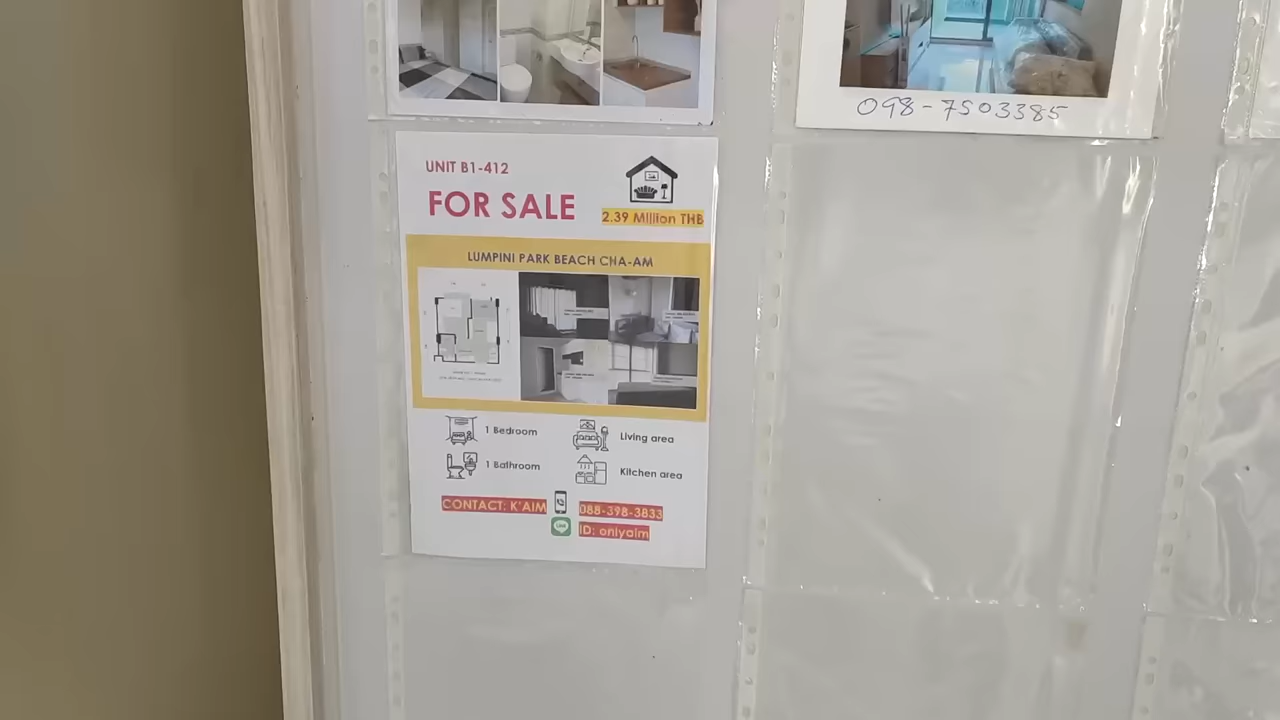 098-7503385
UNIT B1-412
FOR SALE
2.39 Million THB
LUMPINI PARK BEACH CHA-AM
1 Bedroom
Living area
1 Bathroom
Kitchen area
CONTACT: K'AIM
088-398-3833
LINE
ID: onlyaim